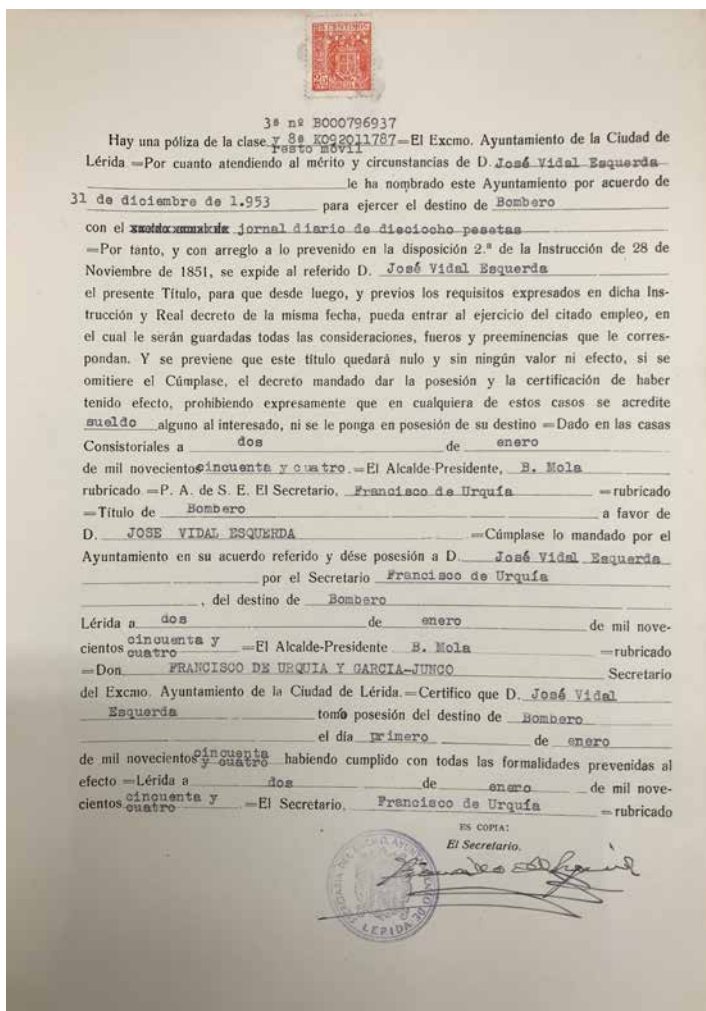 25 CENTIMOS
3ª nº B000796937
Hay una póliza de la clase y 8ª K092011787=El Excmo. Ayuntamiento de la Ciudad de
resto móvil
Lérida =Por cuanto atendiendo al mérito y circunstancias de D. José Vidal Esquerda
le ha nombrado este Ayuntamiento por acuerdo de
31 de diciembre de 1.953 para ejercer el destino de Bombero
con el jornal diario de dieciocho pesetas
=Por tanto, y con arreglo a lo prevenido en la disposición 2.ª de la Instrucción de 28 de
Noviembre de 1851, se expide al referido D. José Vidal Esquerda
el presente Título, para que desde luego, y previos los requisitos expresados en dicha Ins-
trucción y Real decreto de la misma fecha, pueda entrar al ejercicio del citado empleo, en
el cual le serán guardadas todas las consideraciones, fueros y preeminencias que le corres-
pondan. Y se previene que este título quedará nulo y sin ningún valor ni efecto, si se
omitiere el Cúmplase, el decreto mandado dar la posesión y la certificación de haber
tenido efecto, prohibiendo expresamente que en cualquiera de estos casos se acredite
sueldo alguno al interesado, ni se le ponga en posesión de su destino =Dado en las casas
Consistoriales a dos de enero
de mil novecientos cincuenta y cuatro.=El Alcalde-Presidente, B. Mola
rubricado =P. A. de S. E. El Secretario, Francisco de Urquía =rubricado
=Título de Bombero a favor de
D. JOSE VIDAL ESQUERDA =Cúmplase lo mandado por el
Ayuntamiento en su acuerdo referido y dése posesión a D. José Vidal Esquerda
por el Secretario Francisco de Urquía
, del destino de Bombero
Lérida a dos de enero de mil nove-
cientos cincuenta y cuatro =El Alcalde-Presidente B. Mola =rubricado
=Don FRANCISCO DE URQUIA Y GARCIA-JUNCO Secretario
del Excmo. Ayuntamiento de la Ciudad de Lérida.=Certifico que D. José Vidal
Esquerda tomó posesión del destino de Bombero
el día primero de enero
de mil novecientos cincuenta y cuatro habiendo cumplido con todas las formalidades prevenidas al
efecto =Lérida a dos de enero de mil nove-
cientos cincuenta y cuatro =El Secretario, Francisco de Urquía =rubricado
ES COPIA:
El Secretario.
SECRETARIA DEL EXCMO. AYUNTAMIENTO DE LERIDA